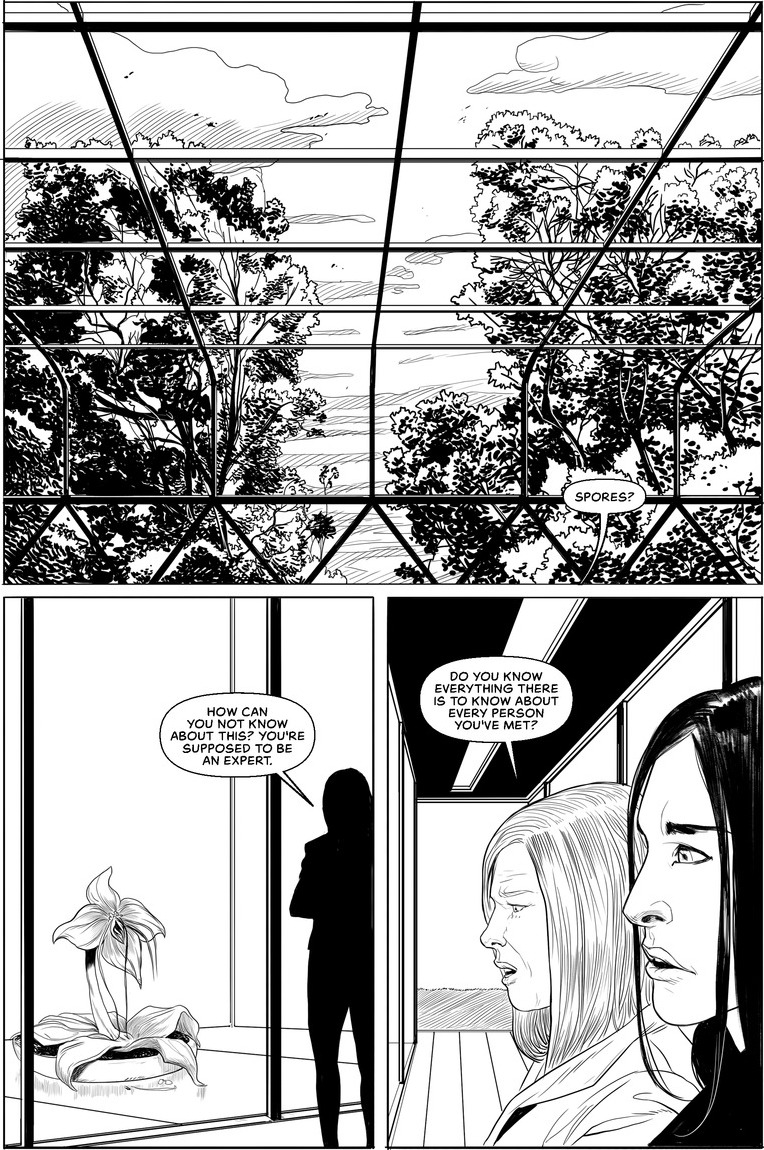 SPORES?
HOW CAN
YOU NOT KNOW
ABOUT THIS? YOU'RE
SUPPOSED TO BE
AN EXPERT.
DO YOU KNOW
EVERYTHING THERE
IS TO KNOW ABOUT
EVERY PERSON
YOU'VE MET?